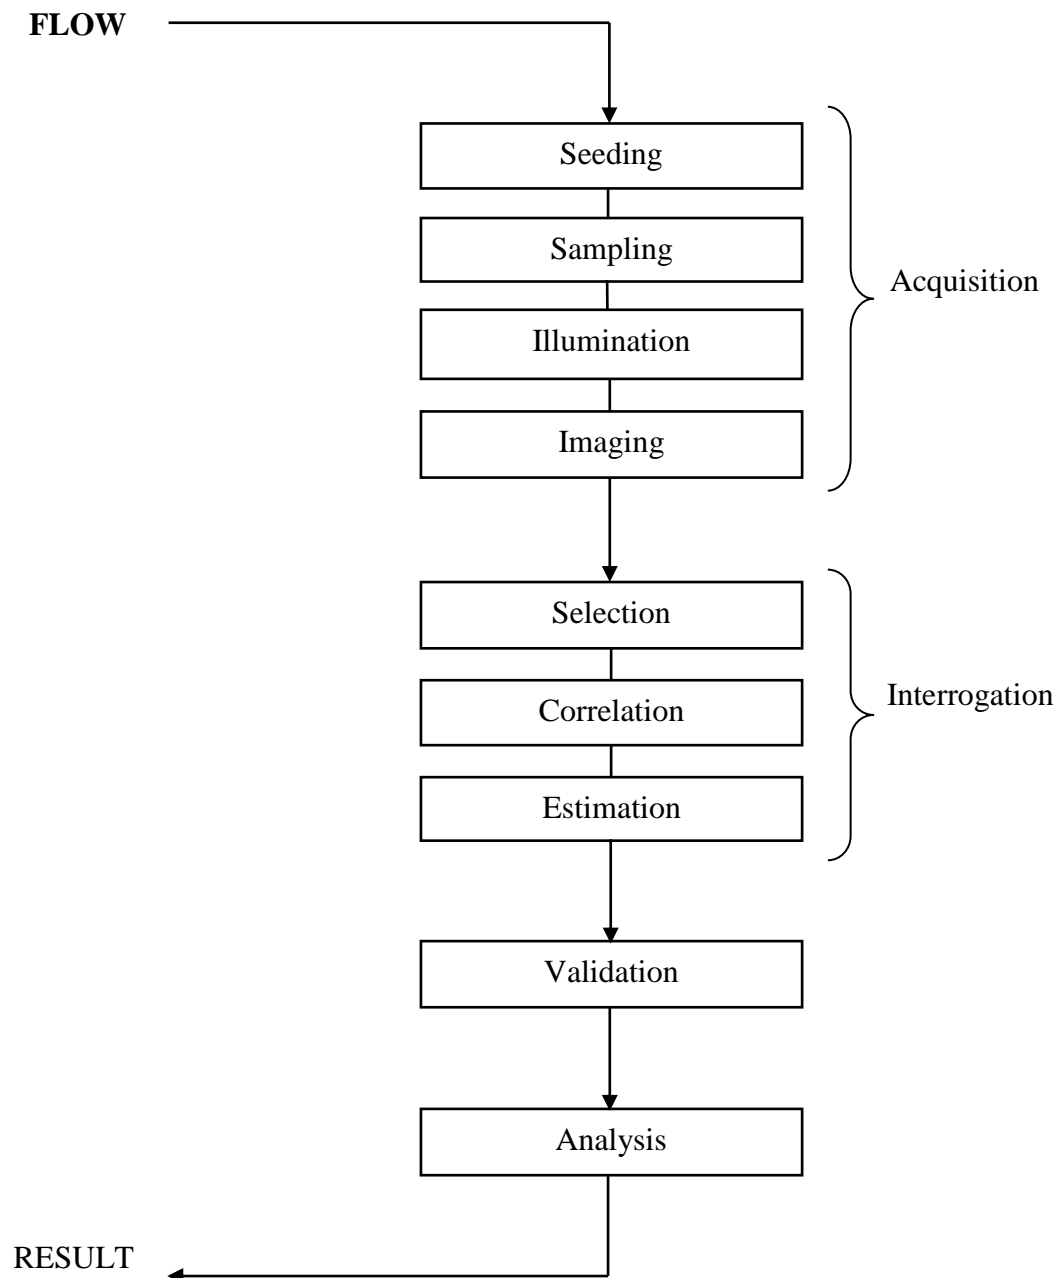 FLOW
Seeding
Sampling
Acquisition
Illumination
Imaging
Selection
Interrogation
Correlation
Estimation
Validation
Analysis
RESULT